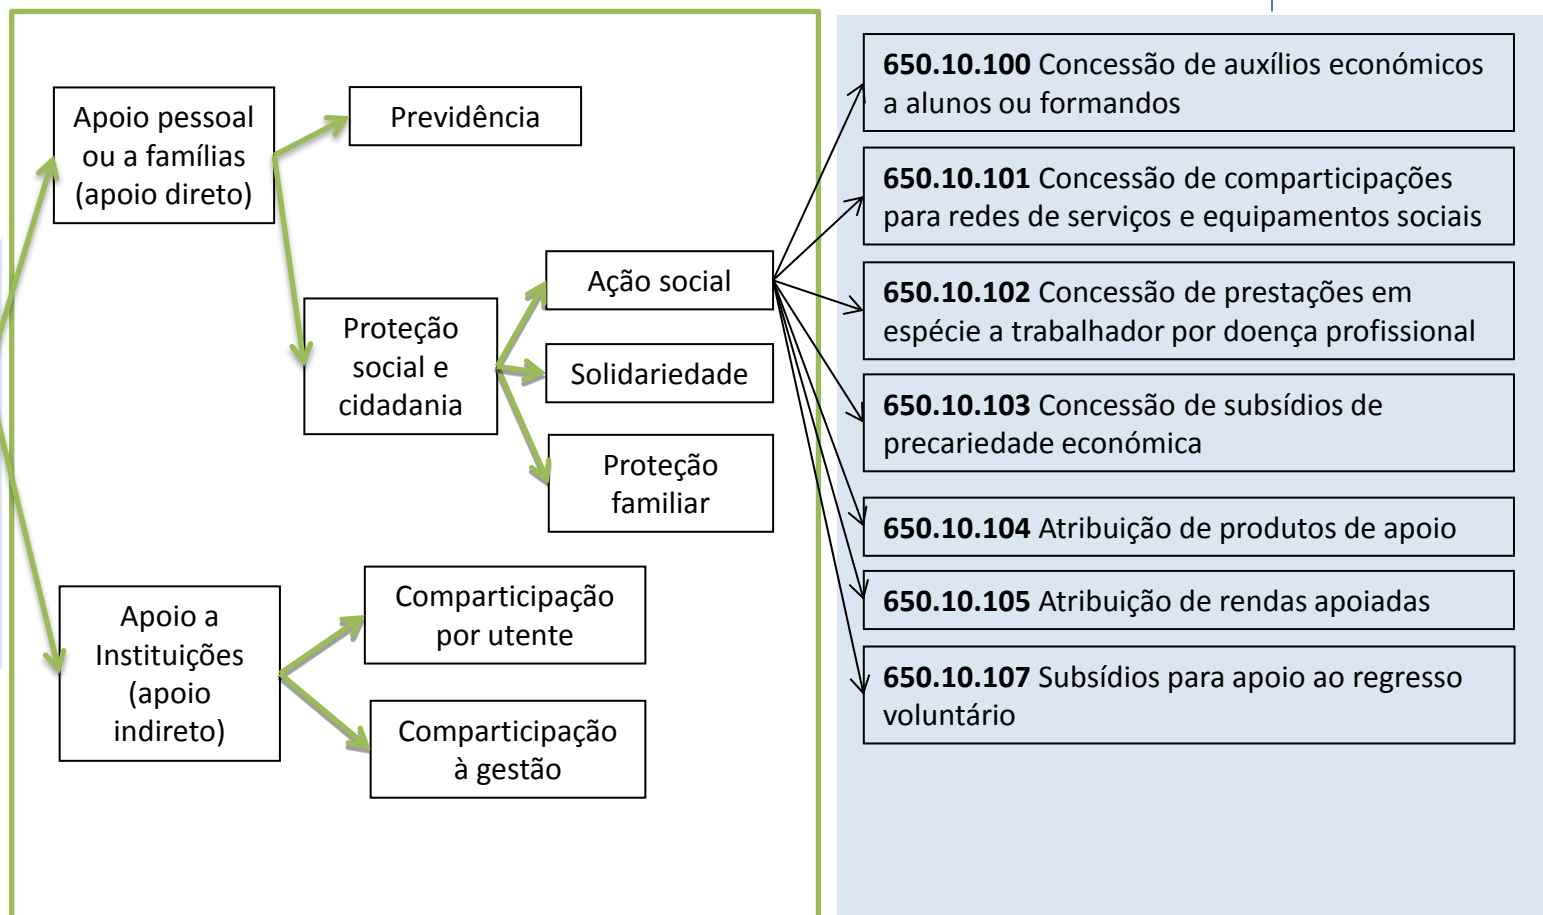 Apoio pessoal
ou a famílias
(apoio direto)
Previdência
Proteção
social e
cidadania
Ação social
Solidariedade
Proteção
familiar
Apoio a
Instituições
(apoio
indireto)
Comparticipação
por utente
Comparticipação
à gestão
650.10.100 Concessão de auxílios económicos
a alunos ou formandos
650.10.101 Concessão de comparticipações
para redes de serviços e equipamentos sociais
650.10.102 Concessão de prestações em
espécie a trabalhador por doença profissional
650.10.103 Concessão de subsídios de
precariedade económica
650.10.104 Atribuição de produtos de apoio
650.10.105 Atribuição de rendas apoiadas
650.10.107 Subsídios para apoio ao regresso
voluntário